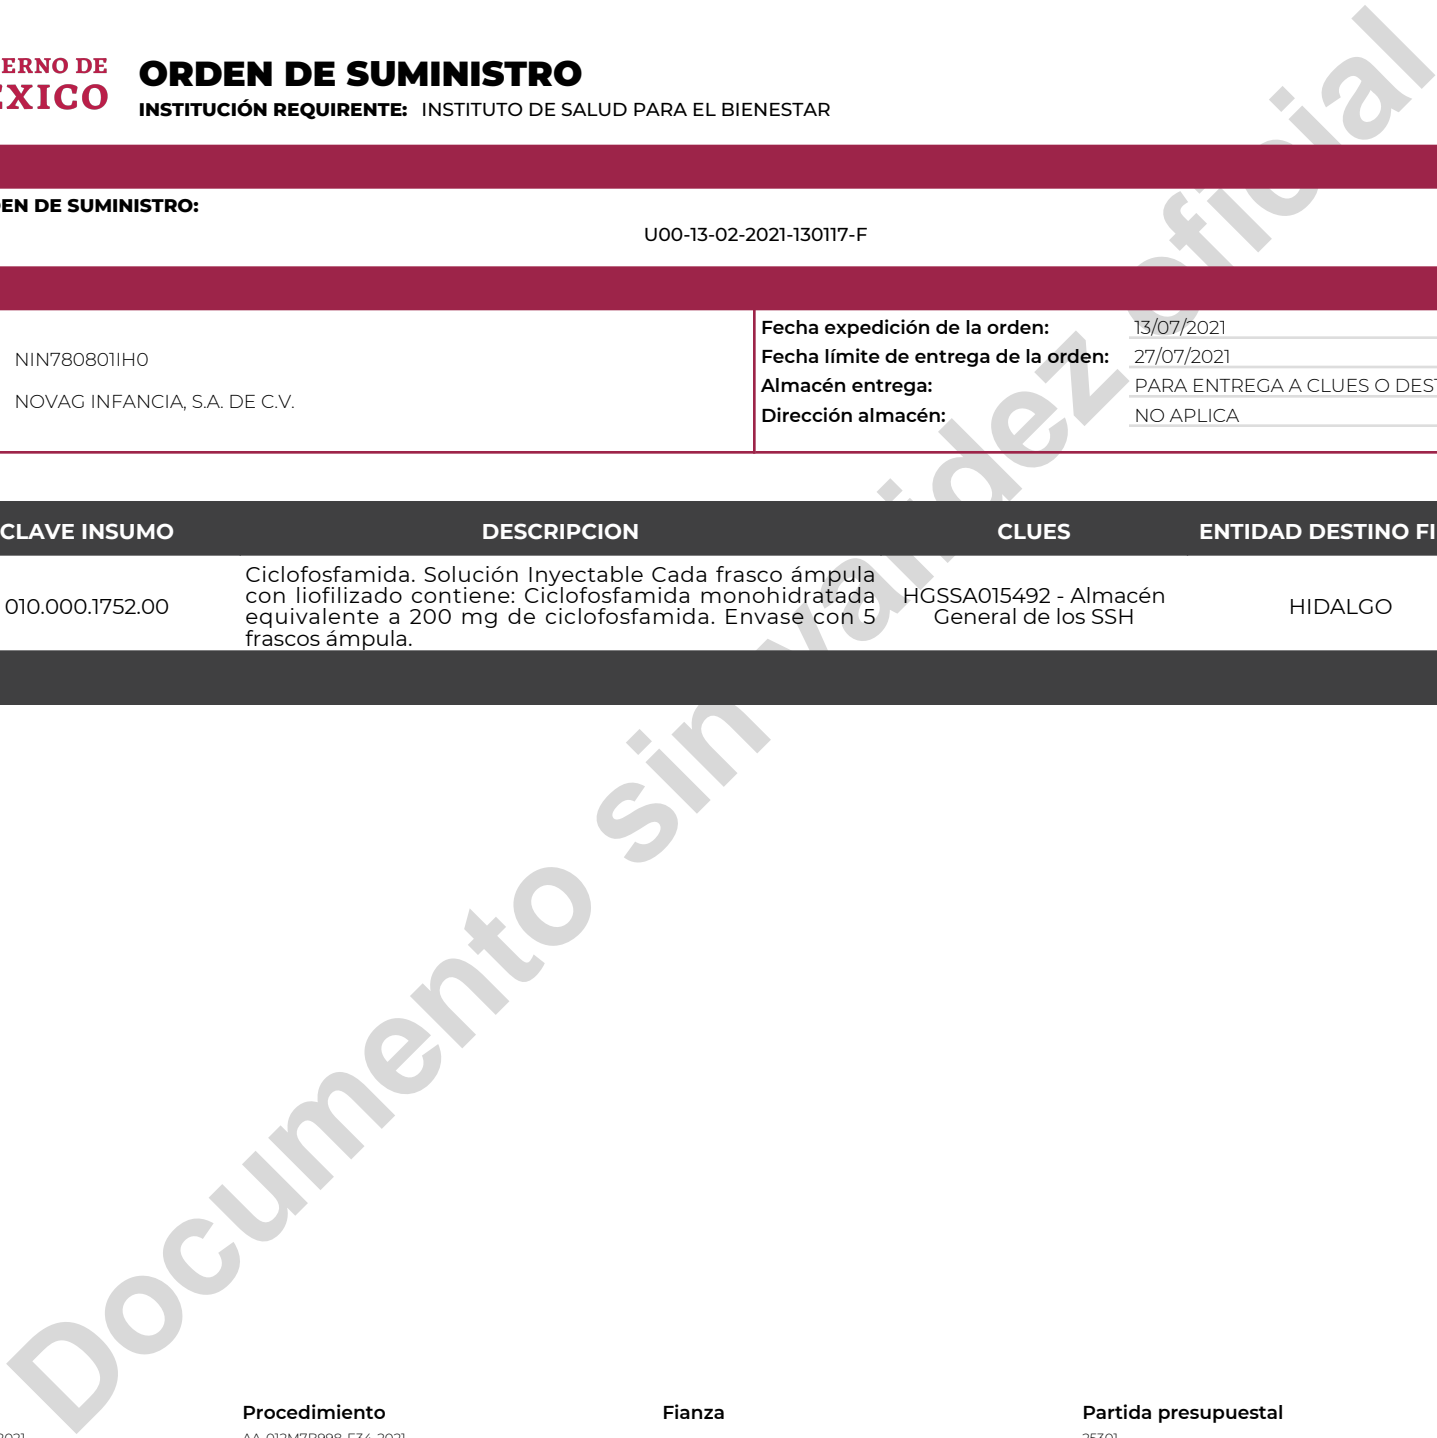 ERNO DE
EXICO
ORDEN DE SUMINISTRO
INSTITUCIÓN REQUIRENTE: INSTITUTO DE SALUD PARA EL BIENESTAR
EN DE SUMINISTRO:
U00-13-02-2021-130117-F
NIN780801IH0
NOVAG INFANCIA, S.A. DE C.V.
Fecha expedición de la orden: 13/07/2021
Fecha límite de entrega de la orden: 27/07/2021
Almacén entrega: PARA ENTREGA A CLUES O DEST
Dirección almacén: NO APLICA
CLAVE INSUMO DESCRIPCION CLUES ENTIDAD DESTINO FI
010.000.1752.00
Ciclofosfamida. Solución Inyectable Cada frasco ámpula
con liofilizado contiene: Ciclofosfamida monohidratada
equivalente a 200 mg de ciclofosfamida. Envase con 5
frascos ámpula.
HGSSA015492 - Almacén
General de los SSH
HIDALGO
Documento sin validez oficial
Procedimiento Fianza Partida presupuestal